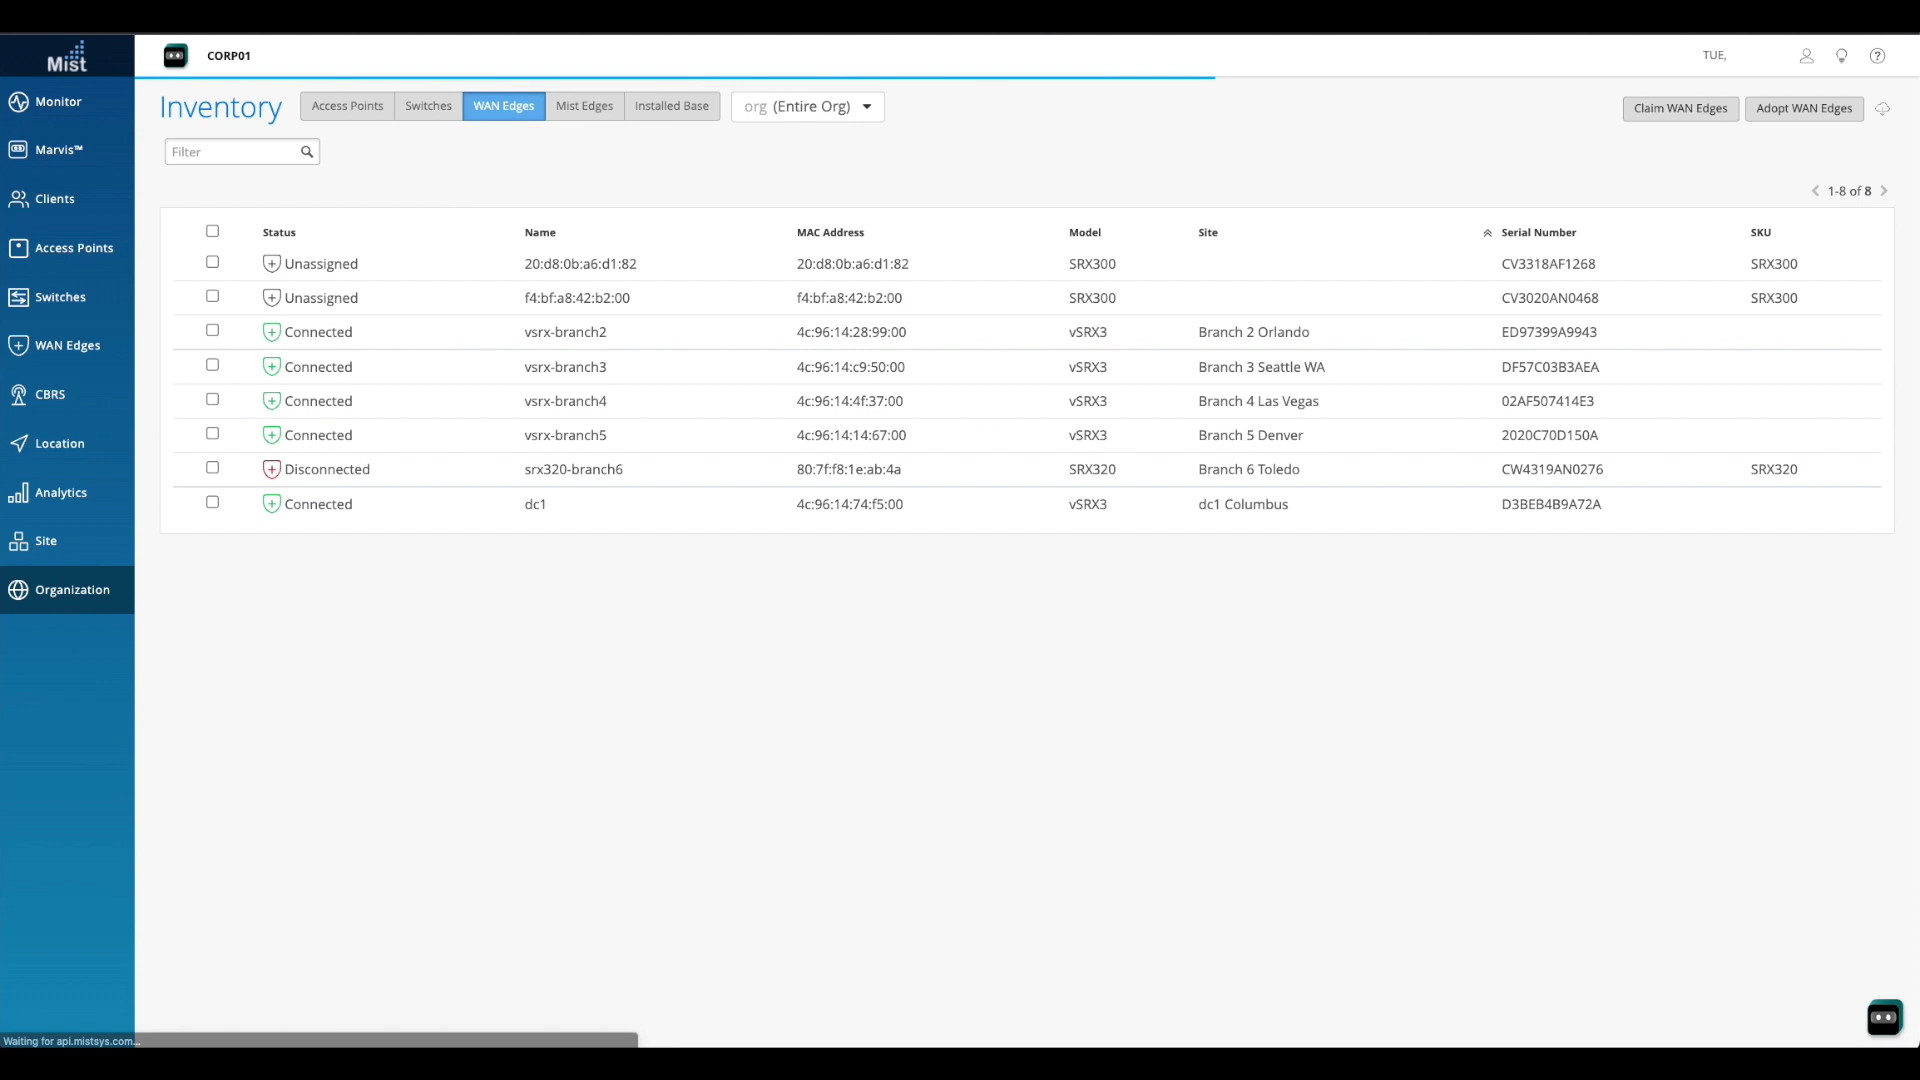 Mist
CORP01
TUE,
Monitor
Marvis™
Clients
Access Points
Switches
WAN Edges
CBRS
Location
Analytics
Site
Organization
Inventory
Access Points Switches WAN Edges Mist Edges Installed Base
org (Entire Org)
Claim WAN Edges Adopt WAN Edges
Filter
1-8 of 8
Status Name MAC Address Model Site Serial Number SKU
Unassigned 20:d8:0b:a6:d1:82 20:d8:0b:a6:d1:82 SRX300 CV3318AF1268 SRX300
Unassigned f4:bf:a8:42:b2:00 f4:bf:a8:42:b2:00 SRX300 CV3020AN0468 SRX300
Connected vsrx-branch2 4c:96:14:28:99:00 vSRX3 Branch 2 Orlando ED97399A9943
Connected vsrx-branch3 4c:96:14:c9:50:00 vSRX3 Branch 3 Seattle WA DF57C03B3AEA
Connected vsrx-branch4 4c:96:14:4f:37:00 vSRX3 Branch 4 Las Vegas 02AF507414E3
Connected vsrx-branch5 4c:96:14:14:67:00 vSRX3 Branch 5 Denver 2020C70D150A
Disconnected srx320-branch6 80:7f:f8:1e:ab:4a SRX320 Branch 6 Toledo CW4319AN0276 SRX320
Connected dc1 4c:96:14:74:f5:00 vSRX3 dc1 Columbus D3BEB4B9A72A
Waiting for api.mistsys.com...